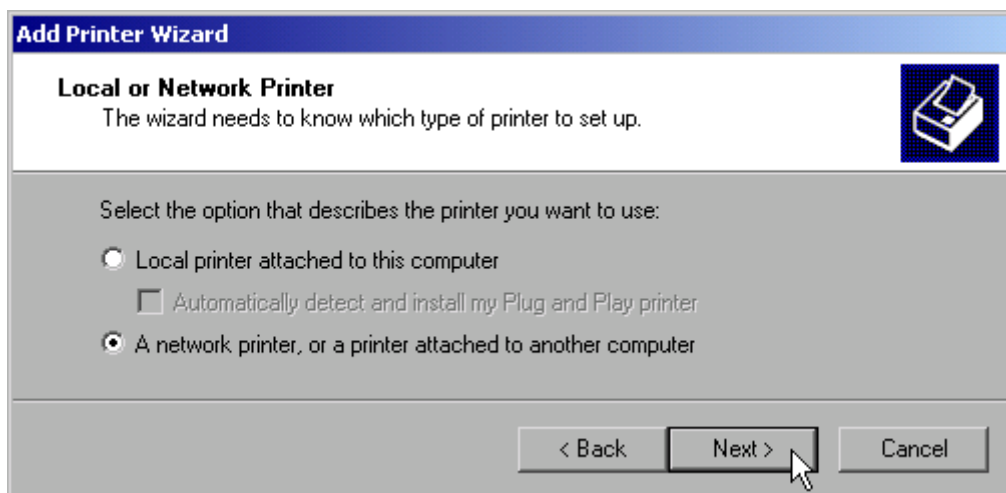 Add Printer Wizard
Local or Network Printer
The wizard needs to know which type of printer to set up.
Select the option that describes the printer you want to use:
Local printer attached to this computer
Automatically detect and install my Plug and Play printer
A network printer, or a printer attached to another computer
< Back Next > Cancel